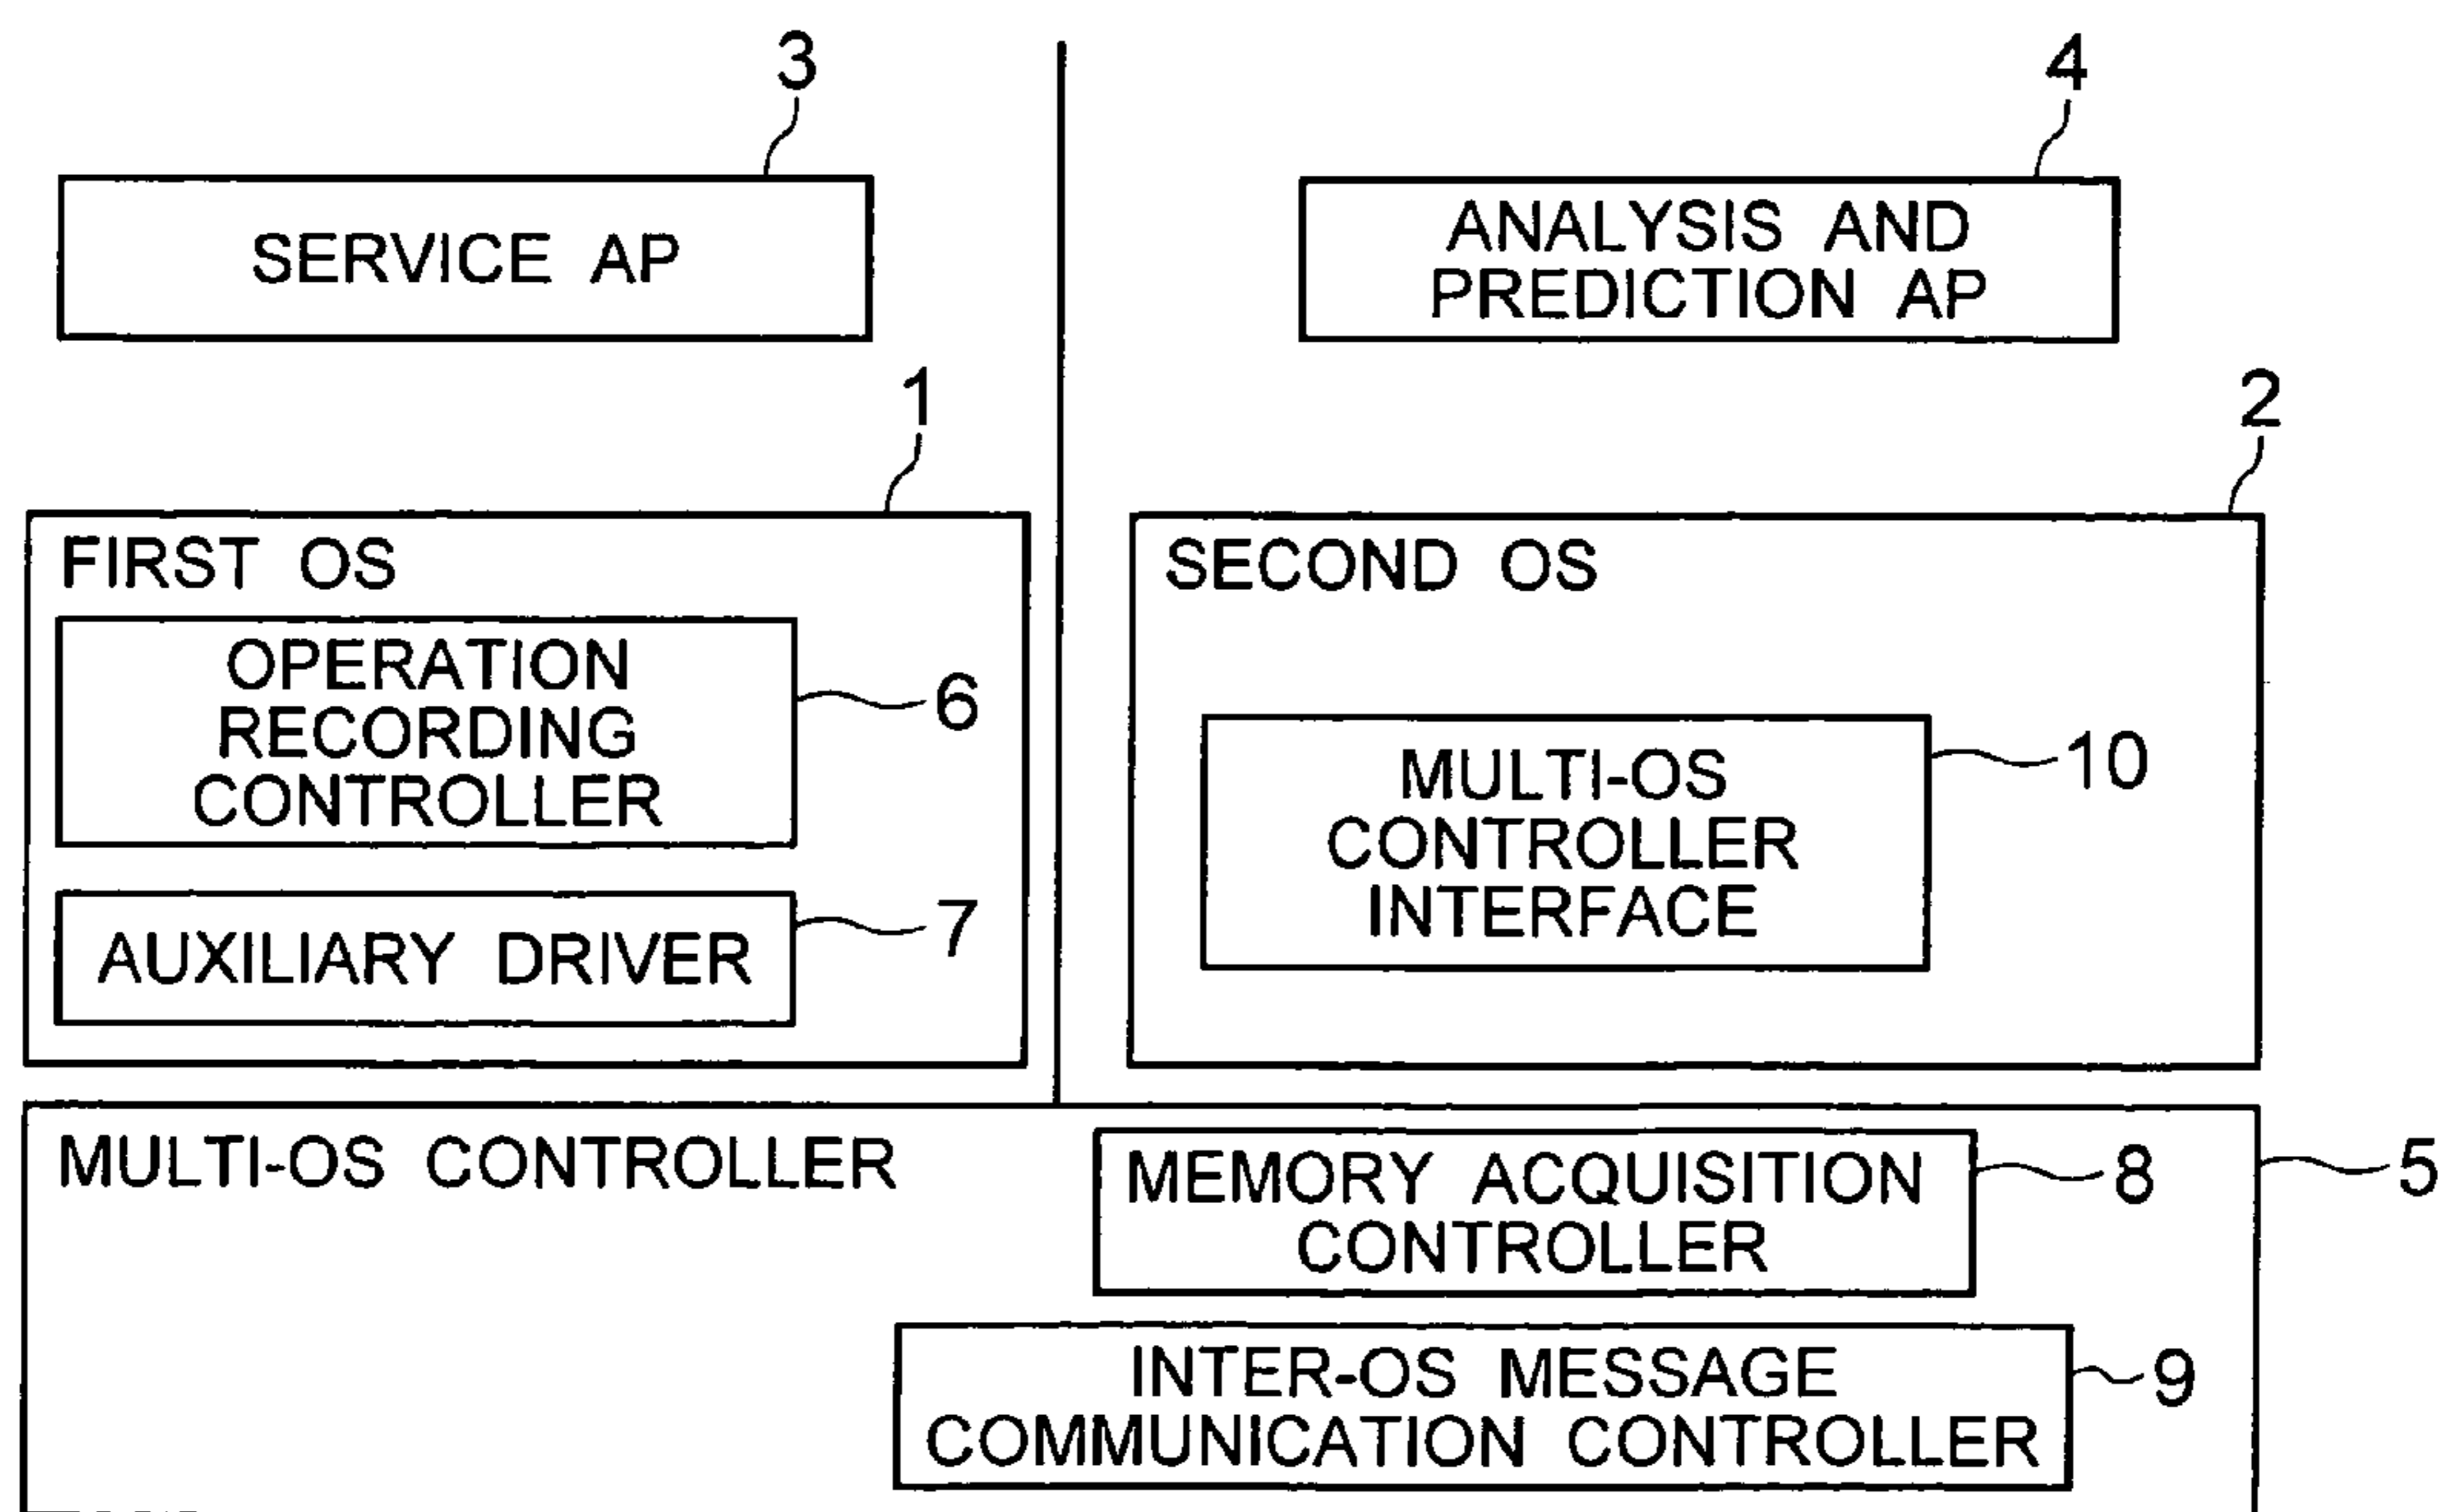 3
4
SERVICE AP
ANALYSIS AND
PREDICTION AP
1
2
FIRST OS
OPERATION
RECORDING
CONTROLLER
6
AUXILIARY DRIVER
7
SECOND OS
MULTI-OS
CONTROLLER
INTERFACE
10
MULTI-OS CONTROLLER
MEMORY ACQUISITION
CONTROLLER
8
5
INTER-OS MESSAGE
COMMUNICATION CONTROLLER
9